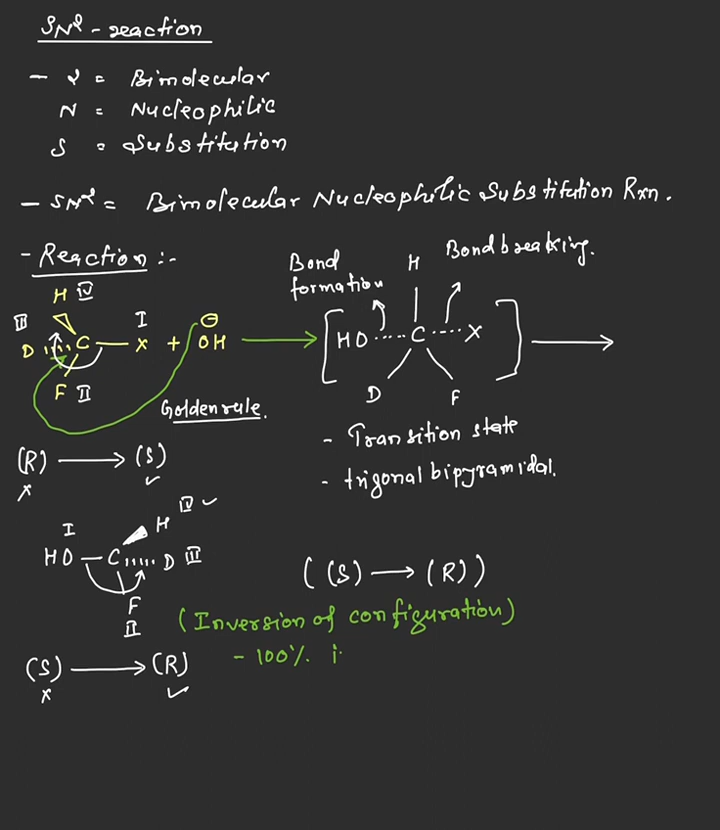 SN2 - reaction
- 2 = Bimolecular
N = Nucleophilic
S = Substitution
- SN2 = Bimolecular Nucleophilic Substitution Rxn.
- Reaction :-
Bond formation
H
Bond breaking.
H IV
III
I
D C X + OH
[HO ..... C ..... X]
F II
D F
Golden rule.
- Transition state
- trigonal bipyramidal.
(R) → (S)
x ✓
I
IV ✓
H
HO - C ..... D III
F
II
((S) → (R))
(Inversion of configuration)
- 100% i
(S) → (R)
x ✓